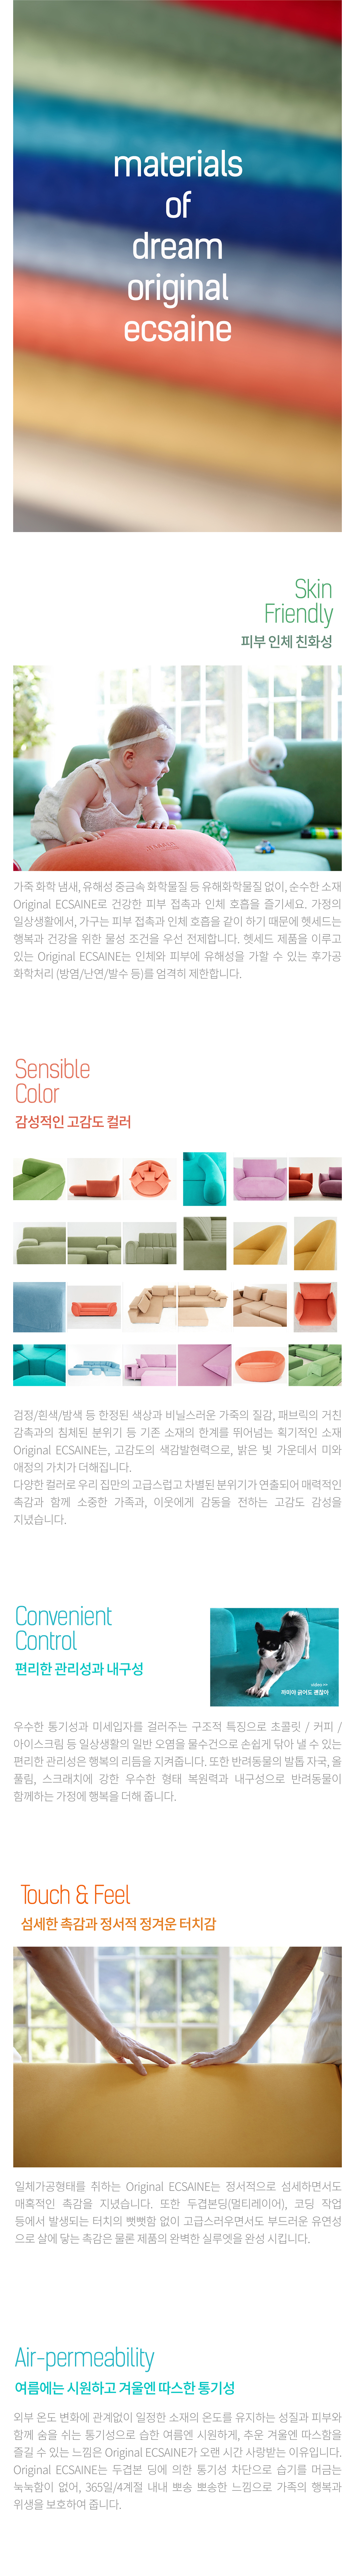 materials
of
dream
original
ecsaine
Skin
Friendly
피부 인체 친화성
가죽 화학 냄새, 유해성 중금속 화학물질 등 유해화학물질 없이, 순수한 소재
Original ECSAINE로 건강한 피부 접촉과 인체 호흡을 즐기세요. 가정의
일상생활에서, 가구는 피부 접촉과 인체 호흡을 같이 하기 때문에 헷세드는
행복과 건강을 위한 물성 조건을 우선 전제합니다. 헷세드 제품을 이루고
있는 Original ECSAINE는 인체와 피부에 유해성을 가할 수 있는 후가공
화학처리 (방염/난연/발수 등)를 엄격히 제한합니다.
Sensible
Color
감성적인 고감도 컬러
검정/흰색/밤색 등 한정된 색상과 비닐스러운 가죽의 질감, 패브릭의 거친
감촉과의 침체된 분위기 등 기존 소재의 한계를 뛰어넘는 획기적인 소재
Original ECSAINE는, 고감도의 색감발현력으로, 밝은 빛 가운데서 미와
애정의 가치가 더해집니다.
다양한 컬러로 우리 집만의 고급스럽고 차별된 분위기가 연출되어 매력적인
촉감과 함께 소중한 가족과, 이웃에게 감동을 전하는 고감도 감성을
지녔습니다.
Convenient
Control
편리한 관리성과 내구성
video >>
까미야 긁어도 괜찮아
우수한 통기성과 미세입자를 걸러주는 구조적 특징으로 초콜릿 / 커피 /
아이스크림 등 일상생활의 일반 오염을 물수건으로 손쉽게 닦아 낼 수 있는
편리한 관리성은 행복의 리듬을 지켜줍니다. 또한 반려동물의 발톱 자국, 올
풀림, 스크래치에 강한 우수한 형태 복원력과 내구성으로 반려동물이
함께하는 가정에 행복을 더해 줍니다.
Touch & Feel
섬세한 촉감과 정서적 정겨운 터치감
일체가공형태를 취하는 Original ECSAINE는 정서적으로 섬세하면서도
매혹적인 촉감을 지녔습니다. 또한 두겹본딩(멀티레이어), 코딩 작업
등에서 발생되는 터치의 뻣뻣함 없이 고급스러우면서도 부드러운 유연성
으로 살에 닿는 촉감은 물론 제품의 완벽한 실루엣을 완성 시킵니다.
Air-permeability
여름에는 시원하고 겨울엔 따스한 통기성
외부 온도 변화에 관계없이 일정한 소재의 온도를 유지하는 성질과 피부와
함께 숨을 쉬는 통기성으로 습한 여름엔 시원하게, 추운 겨울엔 따스함을
즐길 수 있는 느낌은 Original ECSAINE가 오랜 시간 사랑받는 이유입니다.
Original ECSAINE는 두겹본 딩에 의한 통기성 차단으로 습기를 머금는
눅눅함이 없어, 365일/4계절 내내 뽀송 뽀송한 느낌으로 가족의 행복과
위생을 보호하여 줍니다.